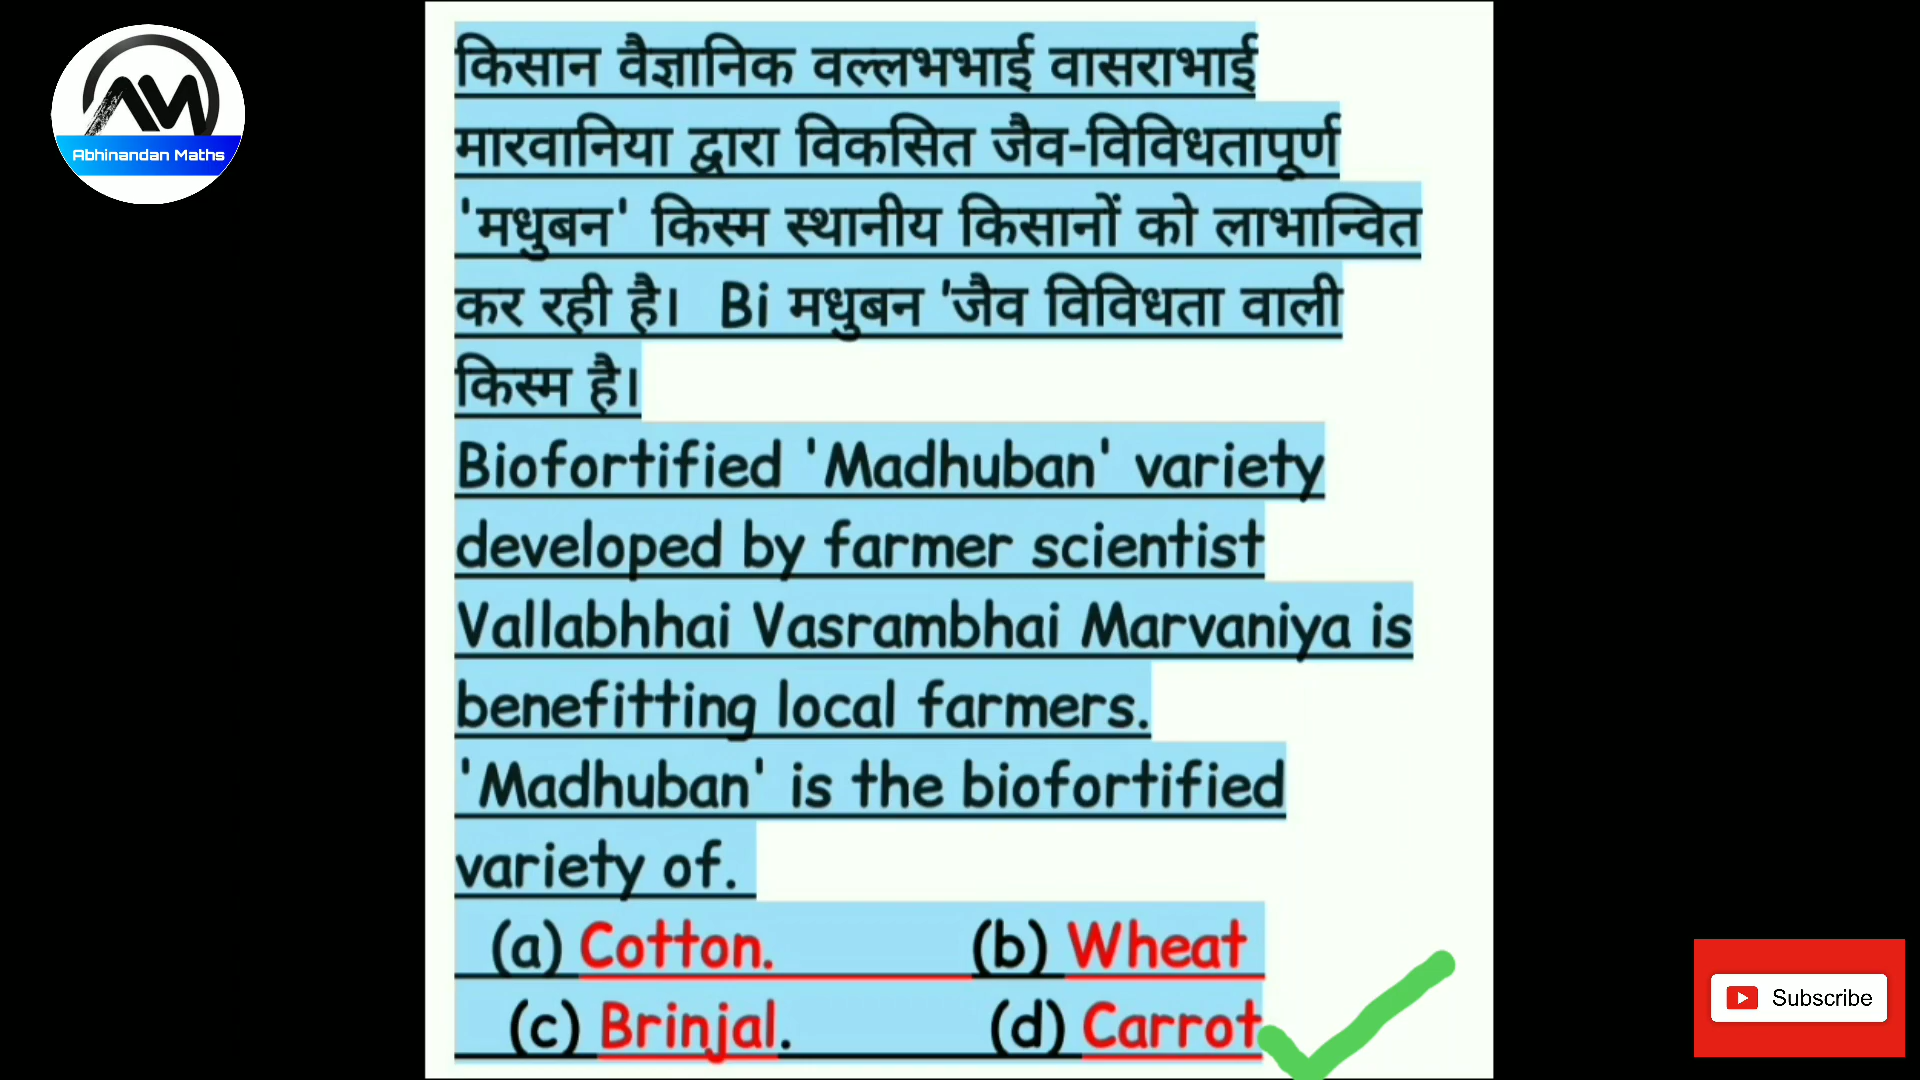 Abhinandan Maths
किसान वैज्ञानिक वल्लभभाई वासराभाई
मारवानिया द्वारा विकसित जैव-विविधतापूर्ण
'मधुबन' किस्म स्थानीय किसानों को लाभान्वित
कर रही है। Bi मधुबन 'जैव विविधता वाली
किस्म है।
Biofortified 'Madhuban' variety
developed by farmer scientist
Vallabhhai Vasrambhai Marvaniya is
benefitting local farmers.
'Madhuban' is the biofortified
variety of.
(a) Cotton. (b) Wheat
(c) Brinjal. (d) Carrot
Subscribe